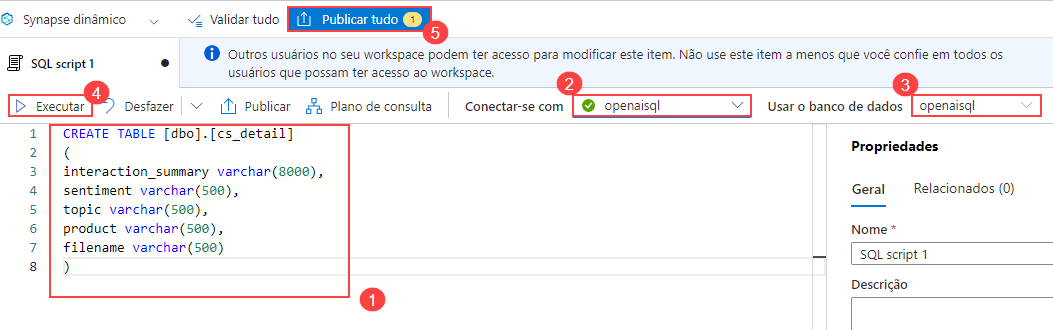 Synapse dinâmico
Validar tudo
Publicar tudo 1
5
SQL script 1
Outros usuários no seu workspace podem ter acesso para modificar este item. Não use este item a menos que você confie em todos os
usuários que possam ter acesso ao workspace.
4
2
3
Executar
Desfazer
Publicar
Plano de consulta
Conectar-se com
openaisql
Usar o banco de dados
openaisql
1 CREATE TABLE [dbo].[cs_detail]
2 (
3 interaction_summary varchar(8000),
4 sentiment varchar(500),
5 topic varchar(500),
6 product varchar(500),
7 filename varchar(500)
8 )
1
Propriedades
Geral
Relacionados (0)
Nome *
SQL script 1
Descrição